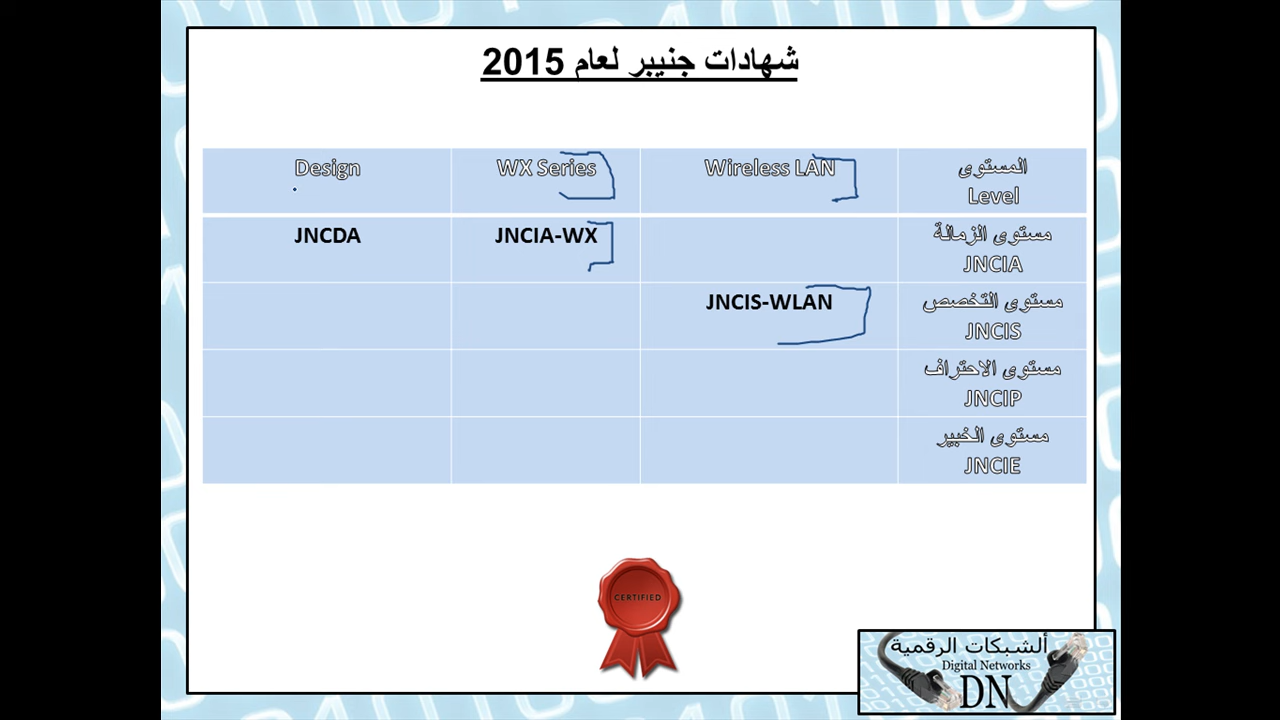 شهادات جنيبر لعام 2015
المستوى
Level
Wireless LAN
WX Series
Design
مستوى الزمالة
JNCIA
JNCIA-WX
JNCDA
مستوى التخصص
JNCIS
JNCIS-WLAN
مستوى الاحتراف
JNCIP
مستوى الخبير
JNCIE
CERTIFIED
ألشبكات الرقمية
Digital Networks
DN